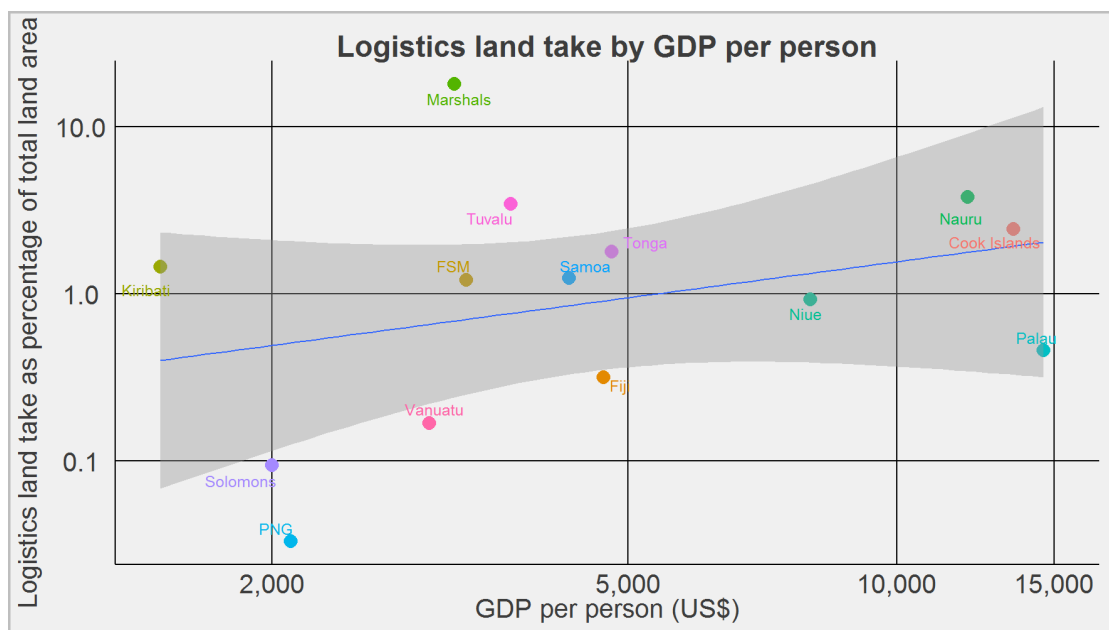 Logistics land take by GDP per person
Logistics land take as percentage of total land area
10.0
1.0
0.1
Marshals
Tuvalu
Nauru
Tonga
Cook Islands
FSM
Samoa
Kiribati
Niue
Palau
Fiji
Vanuatu
Solomons
PNG
2,000
5,000
10,000
15,000
GDP per person (US$)